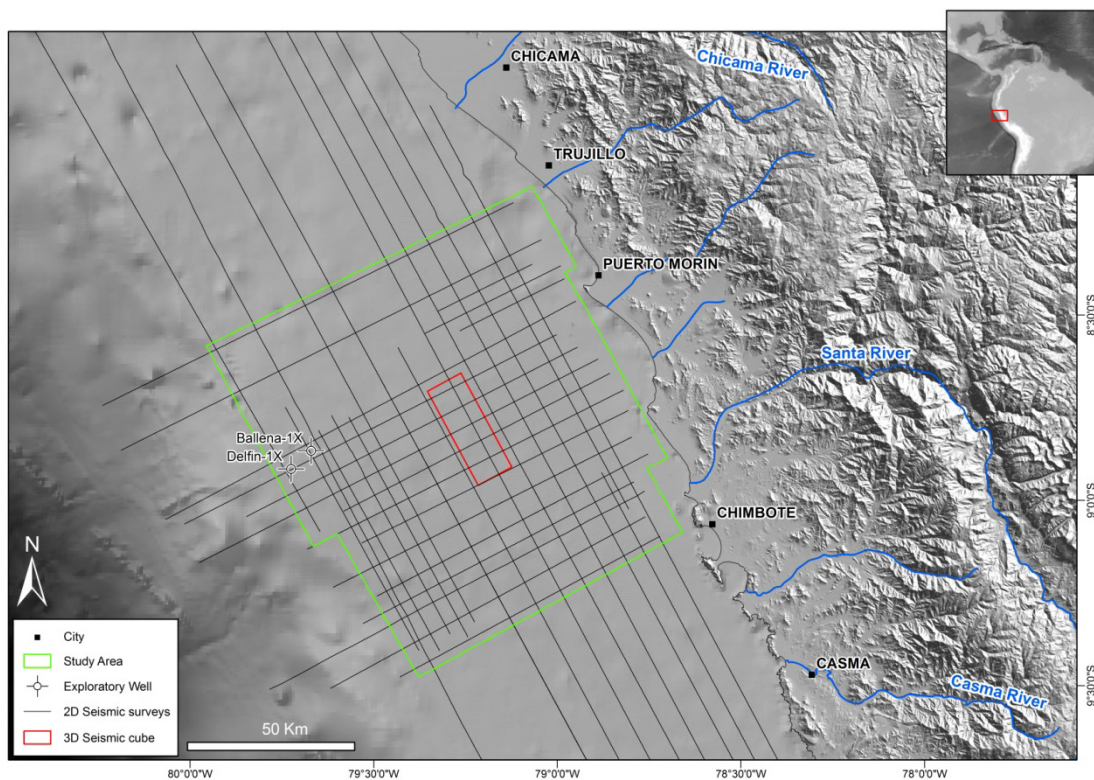 CHICAMA
Chicama River
TRUJILLO
PUERTO MORIN
8°30'0"S
Santa River
Ballena-1X
Delfin-1X
9°0'0"S
CHIMBOTE
N
CASMA
Casma River
9°30'0"S
City
Study Area
Exploratory Well
2D Seismic surveys
3D Seismic cube
50 Km
80°0'0"W
79°30'0"W
79°0'0"W
78°30'0"W
78°0'0"W